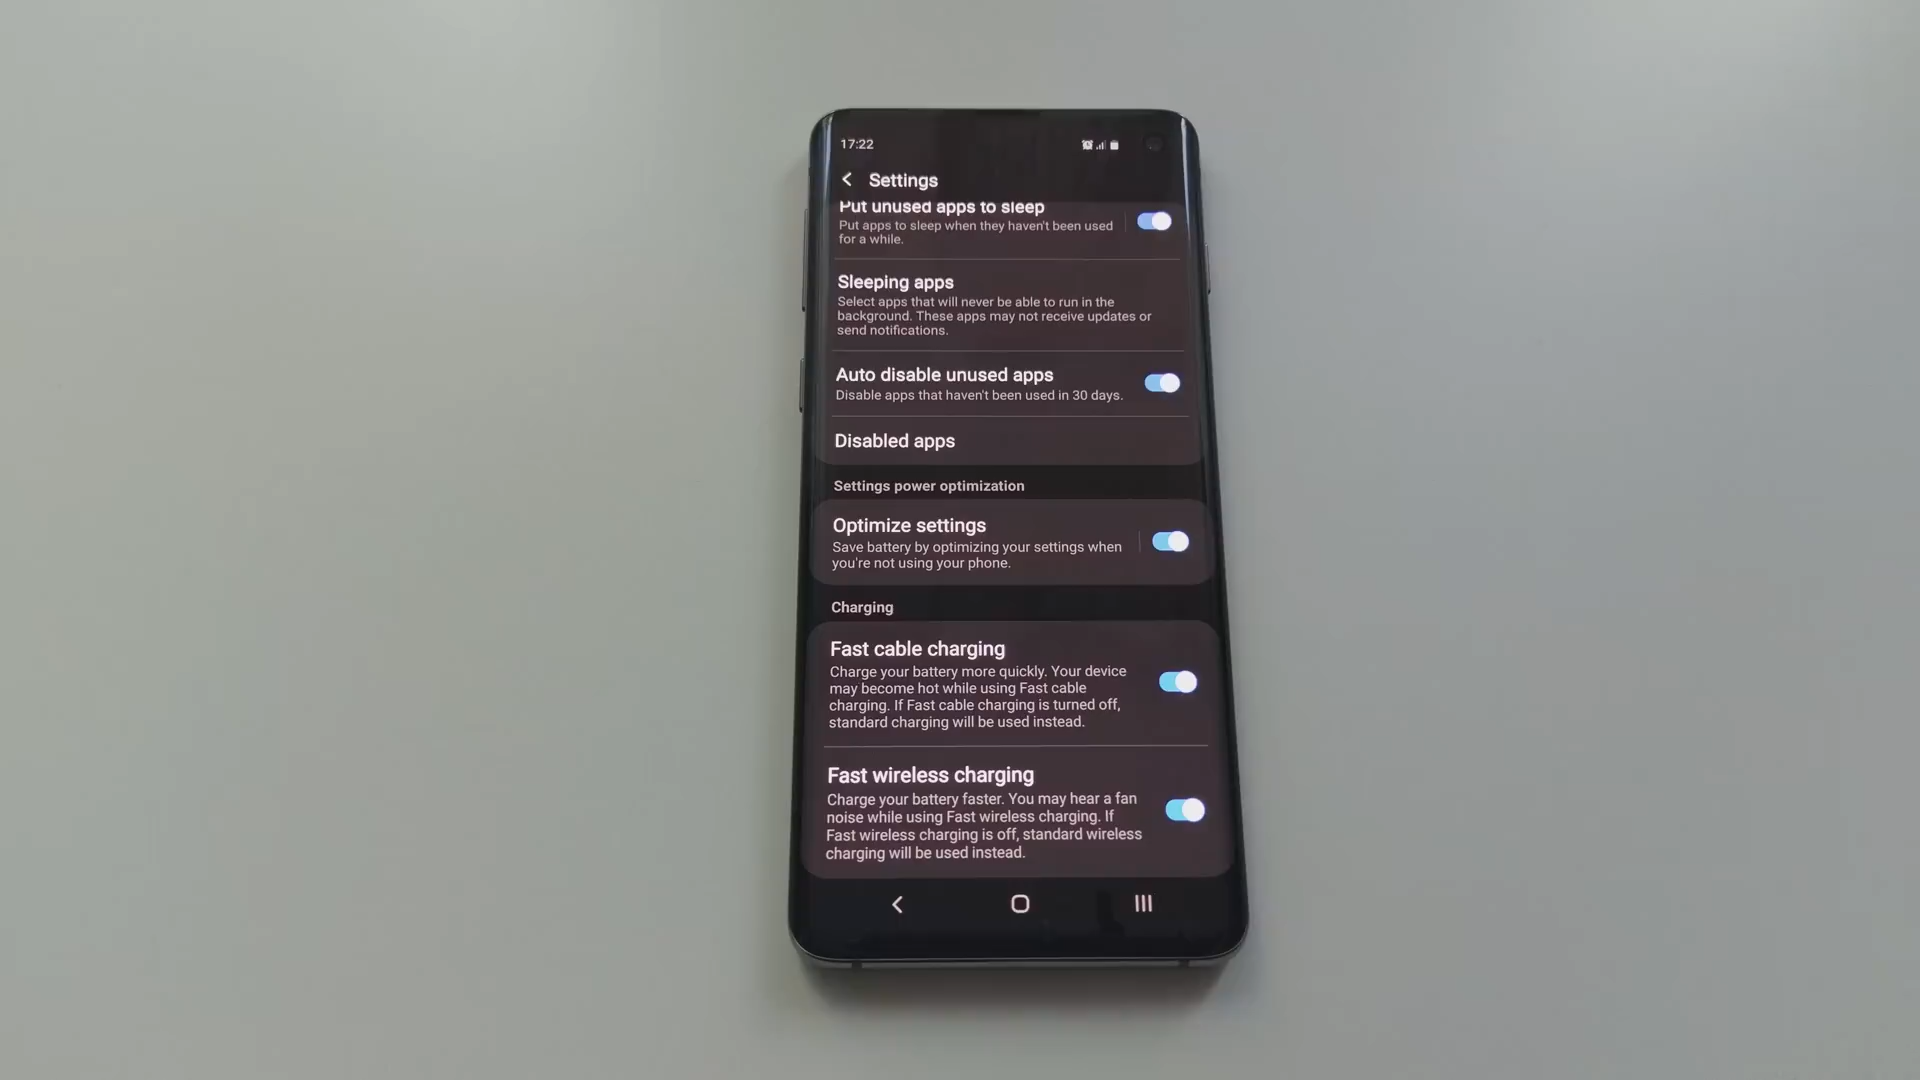 17:22
Settings
Put unused apps to sleep
Put apps to sleep when they haven't been used
for a while.
Sleeping apps
Select apps that will never be able to run in the
background. These apps may not receive updates or
send notifications.
Auto disable unused apps
Disable apps that haven't been used in 30 days.
Disabled apps
Settings power optimization
Optimize settings
Save battery by optimizing your settings when
you're not using your phone.
Charging
Fast cable charging
Charge your battery more quickly. Your device
may become hot while using Fast cable
charging. If Fast cable charging is turned off,
standard charging will be used instead.
Fast wireless charging
Charge your battery faster. You may hear a fan
noise while using Fast wireless charging. If
Fast wireless charging is off, standard wireless
charging will be used instead.